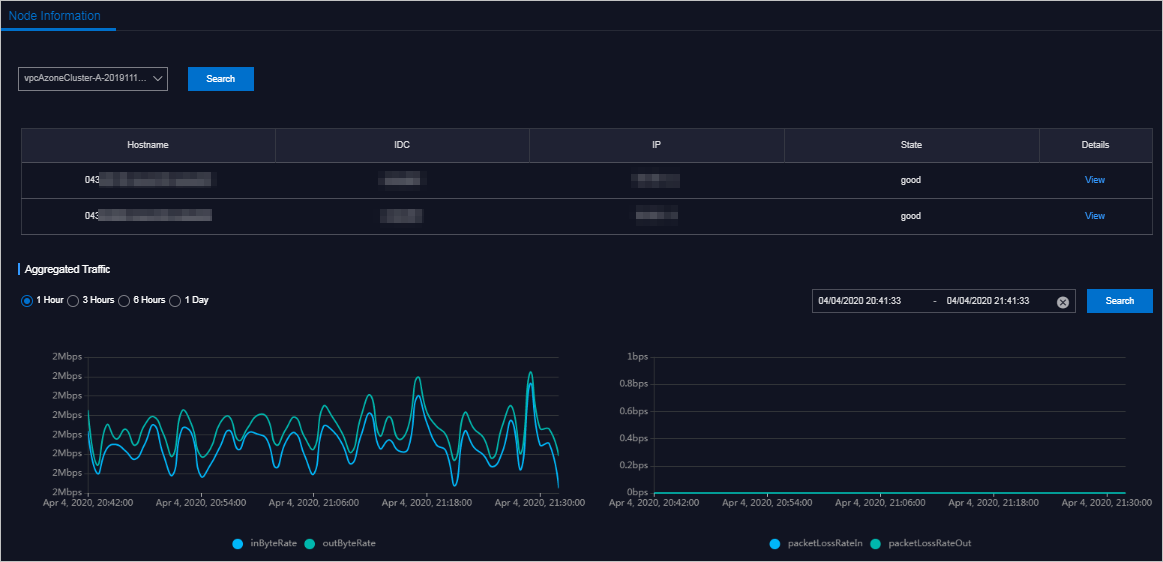 Node Information
vpcAzoneCluster-A-2019111... Search
Hostname IDC IP State Details
043 good View
043 good View
Aggregated Traffic
1 Hour 3 Hours 6 Hours 1 Day 04/04/2020 20:41:33 - 04/04/2020 21:41:33 Search
2Mbps
2Mbps
2Mbps
2Mbps
2Mbps
2Mbps
2Mbps
2Mbps
Apr 4, 2020, 20:42:00 Apr 4, 2020, 20:54:00 Apr 4, 2020, 21:06:00 Apr 4, 2020, 21:18:00 Apr 4, 2020, 21:30:00
inByteRate outByteRate
1bps
0.8bps
0.6bps
0.4bps
0.2bps
0bps
Apr 4, 2020, 20:42:00 Apr 4, 2020, 20:54:00 Apr 4, 2020, 21:06:00 Apr 4, 2020, 21:18:00 Apr 4, 2020, 21:30:00
packetLossRateIn packetLossRateOut